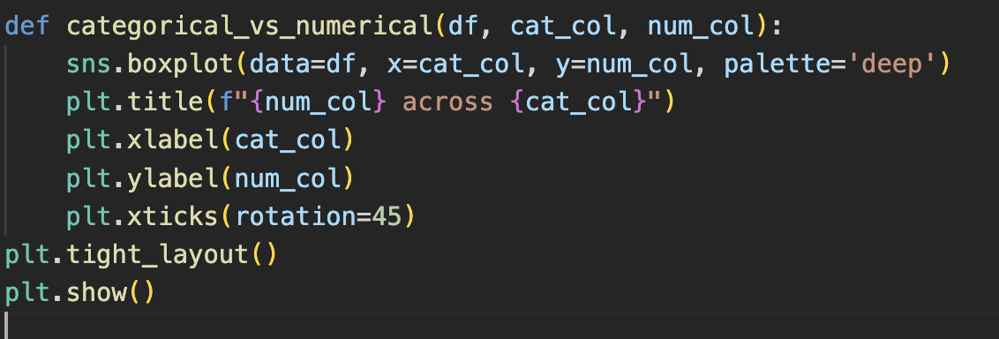 def categorical_vs_numerical(df, cat_col, num_col):
    sns.boxplot(data=df, x=cat_col, y=num_col, palette='deep')
    plt.title(f"{num_col} across {cat_col}")
    plt.xlabel(cat_col)
    plt.ylabel(num_col)
    plt.xticks(rotation=45)
plt.tight_layout()
plt.show()